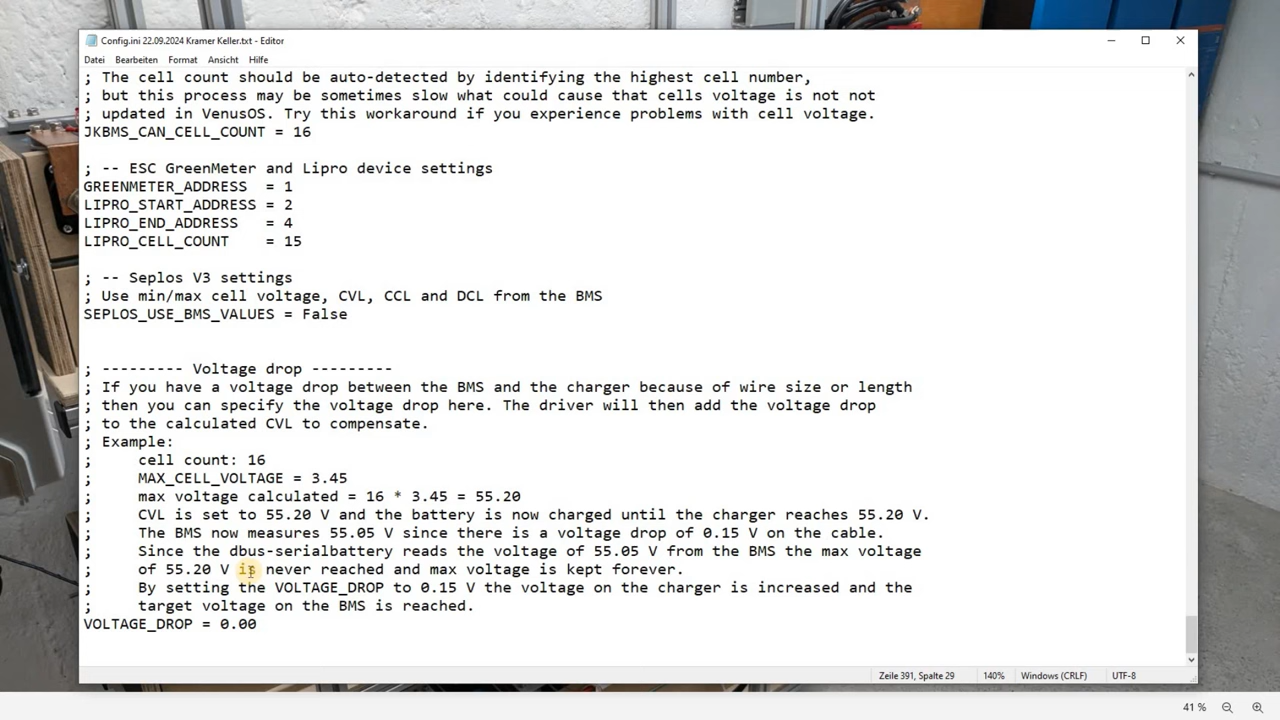 Config.ini 22.09.2024 Kramer Keller.txt - Editor
Datei Bearbeiten Format Ansicht Hilfe
; The cell count should be auto-detected by identifying the highest cell number,
; but this process may be sometimes slow what could cause that cells voltage is not not
; updated in VenusOS. Try this workaround if you experience problems with cell voltage.
JKBMS_CAN_CELL_COUNT = 16
; -- ESC GreenMeter and Lipro device settings
GREENMETER_ADDRESS  = 1
LIPRO_START_ADDRESS = 2
LIPRO_END_ADDRESS   = 4
LIPRO_CELL_COUNT    = 15
; -- Seplos V3 settings
; Use min/max cell voltage, CVL, CCL and DCL from the BMS
SEPLOS_USE_BMS_VALUES = False
; --------- Voltage drop ---------
; If you have a voltage drop between the BMS and the charger because of wire size or length
; then you can specify the voltage drop here. The driver will then add the voltage drop
; to the calculated CVL to compensate.
; Example:
;     cell count: 16
;     MAX_CELL_VOLTAGE = 3.45
;     max voltage calculated = 16 * 3.45 = 55.20
;     CVL is set to 55.20 V and the battery is now charged until the charger reaches 55.20 V.
;     The BMS now measures 55.05 V since there is a voltage drop of 0.15 V on the cable.
;     Since the dbus-serialbattery reads the voltage of 55.05 V from the BMS the max voltage
;     of 55.20 V is never reached and max voltage is kept forever.
;     By setting the VOLTAGE_DROP to 0.15 V the voltage on the charger is increased and the
;     target voltage on the BMS is reached.
VOLTAGE_DROP = 0.00
Zeile 391, Spalte 29 140% Windows (CRLF) UTF-8
41 %